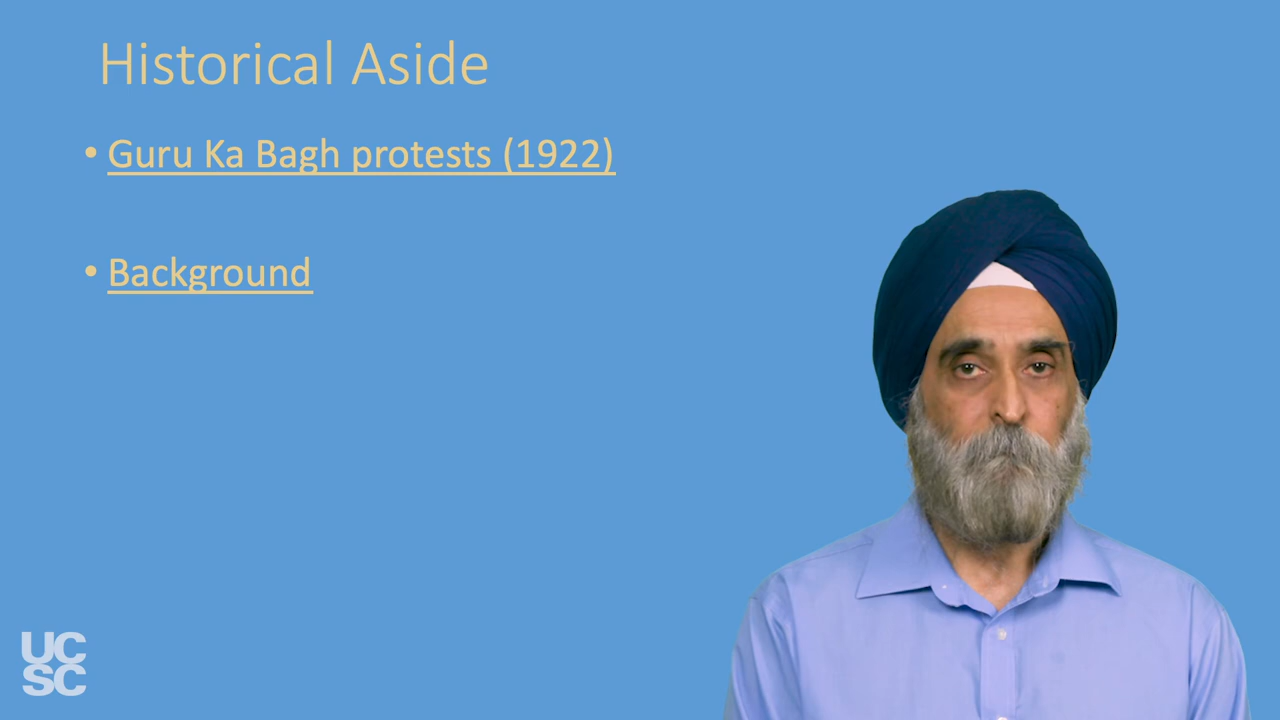 Historical Aside
• Guru Ka Bagh protests (1922)
• Background
UC
SC